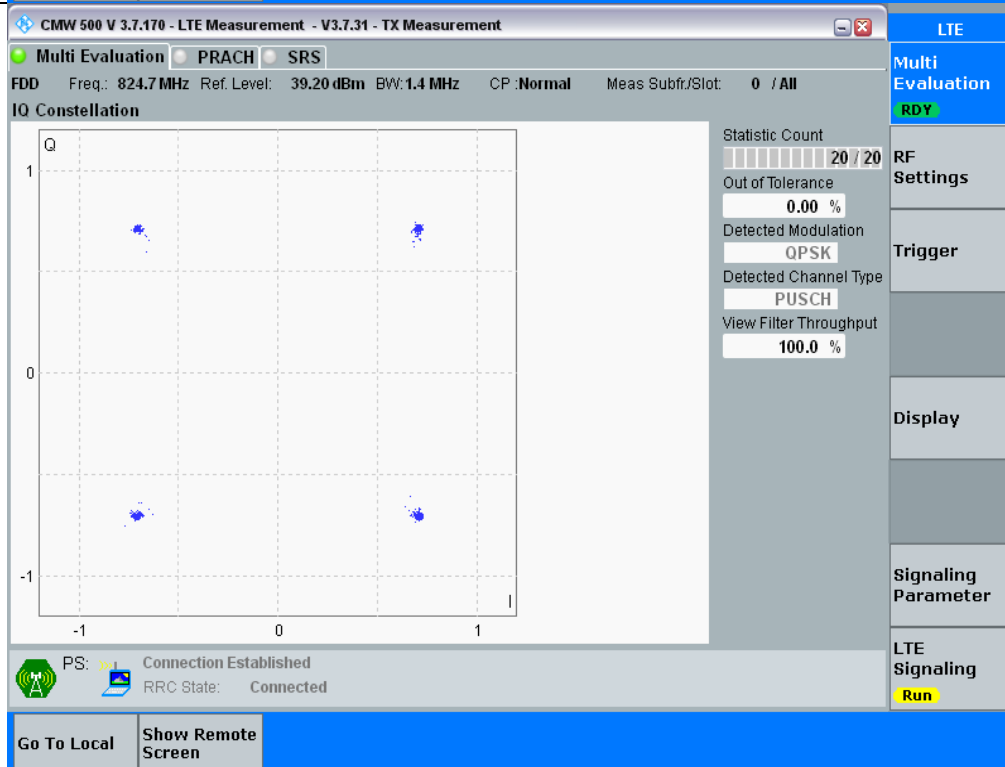 CMW 500 V 3.7.170 - LTE Measurement - V3.7.31 - TX Measurement
LTE
Multi Evaluation PRACH SRS
FDD Freq.: 824.7 MHz Ref. Level: 39.20 dBm BW: 1.4 MHz CP :Normal Meas Subfr./Slot: 0 / All
IQ Constellation
Q
1
0
-1
-1 0 1
I
Statistic Count
20 / 20
Out of Tolerance
0.00 %
Detected Modulation
QPSK
Detected Channel Type
PUSCH
View Filter Throughput
100.0 %
Multi
Evaluation
RDY
RF
Settings
Trigger
Display
Signaling
Parameter
LTE
Signaling
Run
PS: Connection Established
RRC State: Connected
Go To Local
Show Remote
Screen